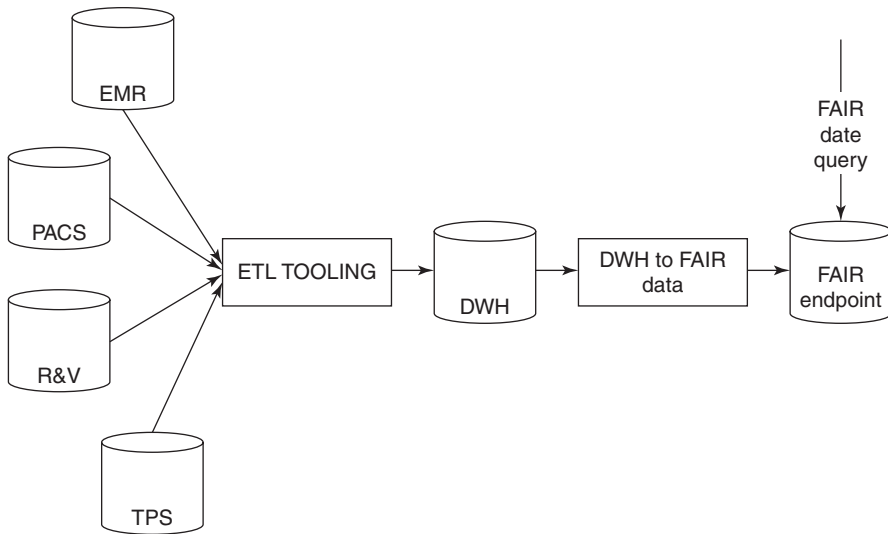 EMR
PACS
R&V
TPS
ETL TOOLING
DWH
DWH to FAIR
data
FAIR
date
query
FAIR
endpoint